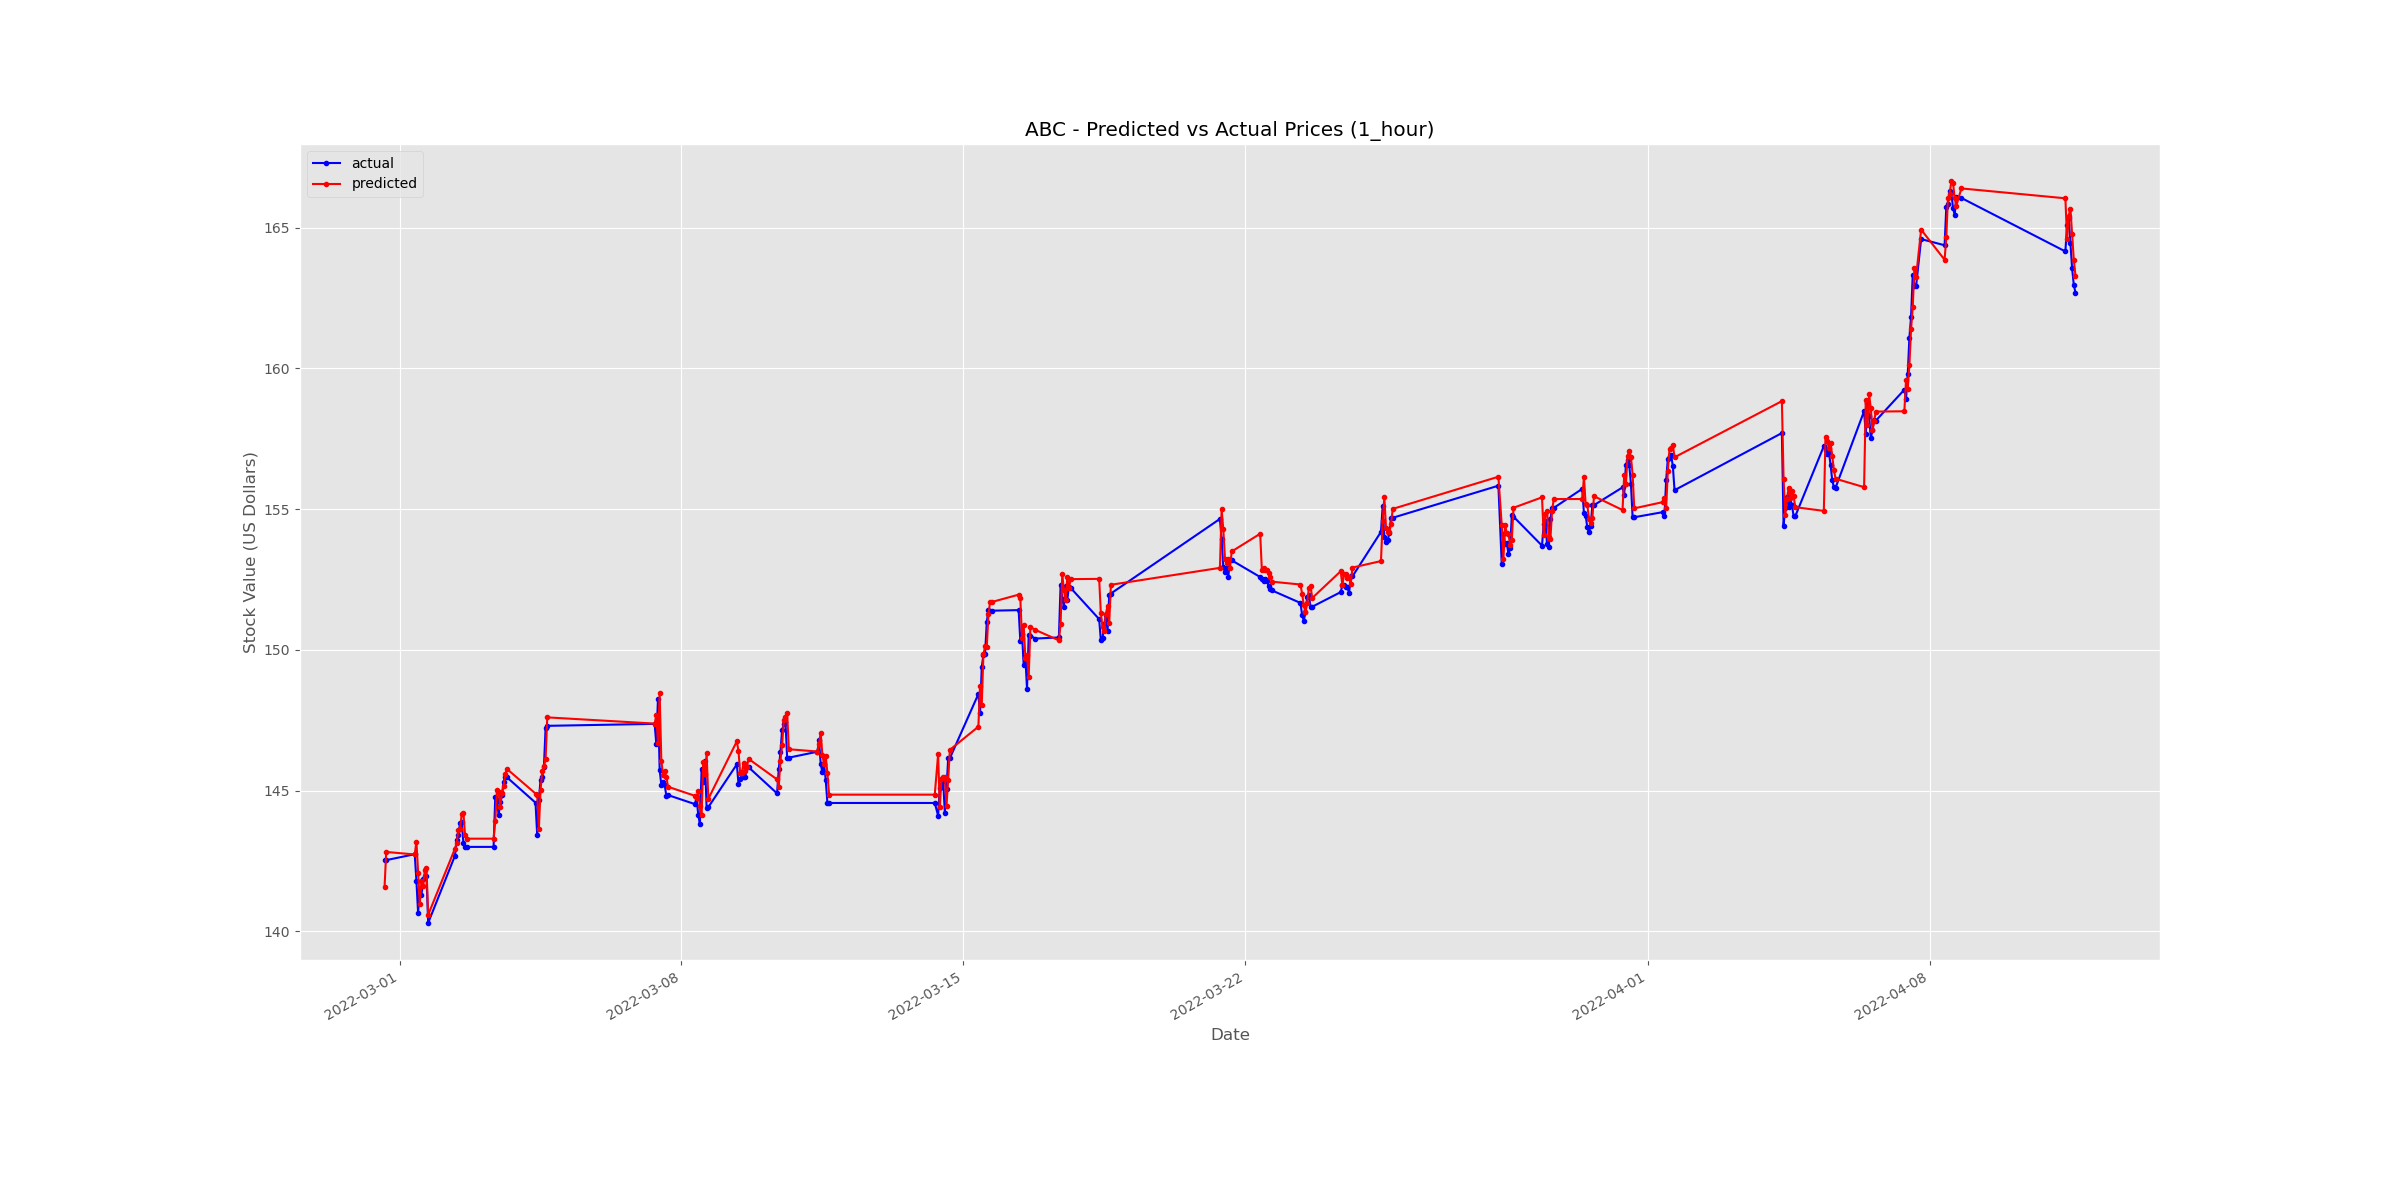 ABC - Predicted vs Actual Prices (1_hour)
actual
predicted
165
160
155
150
145
140
Stock Value (US Dollars)
2022-03-01
2022-03-08
2022-03-15
2022-03-22
2022-04-01
2022-04-08
Date